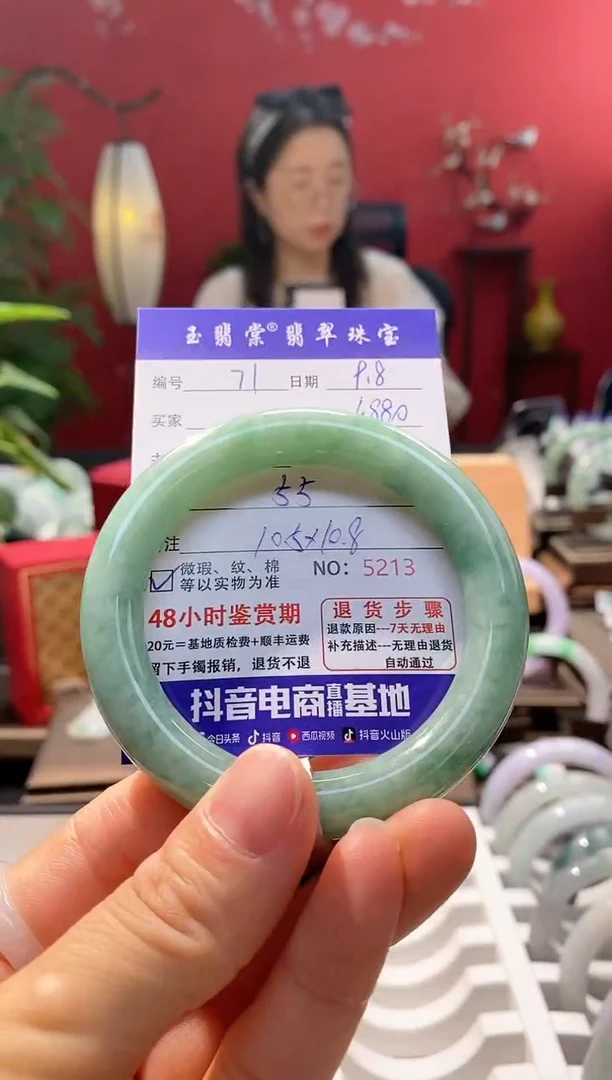 玉翡棠®翡翠珠宝
编号 71 日期 9.8
买家 4880
55
注 10.5×10.8
微瑕、纹、棉 NO：5213
等以实物为准
48小时鉴赏期
20元=基地质检费+顺丰运费
留下手镯报销，退货不退
退货步骤
退款原因---7天无理由
补充描述---无理由退货
自动通过
抖音电商直播基地
今日头条 抖音 西瓜视频 抖音火山版